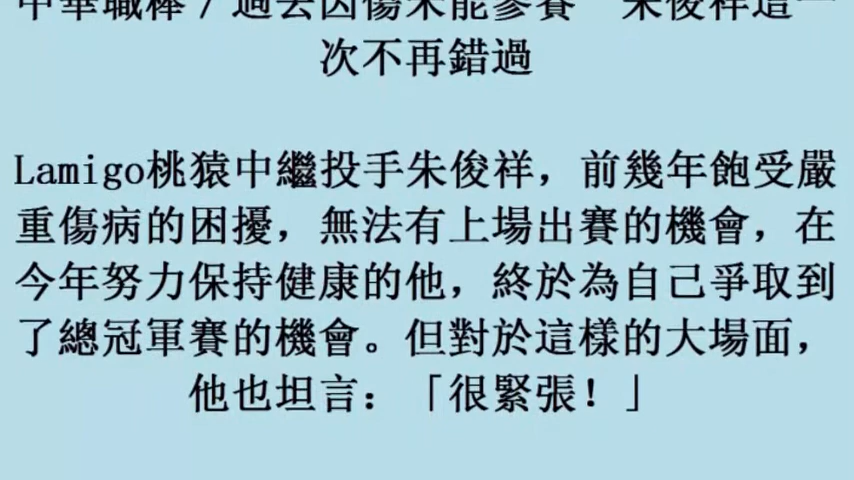 中華職棒/過去因傷未能參賽 朱俊祥這一
次不再錯過
Lamigo桃猿中繼投手朱俊祥，前幾年飽受嚴
重傷病的困擾，無法有上場出賽的機會，在
今年努力保持健康的他，終於為自己爭取到
了總冠軍賽的機會。但對於這樣的大場面，
他也坦言：「很緊張！」